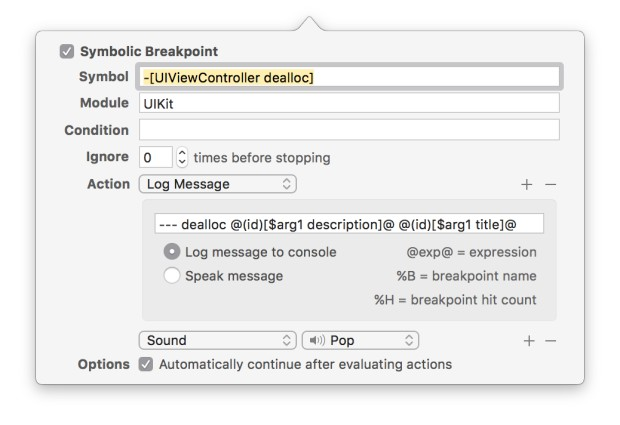 Symbolic Breakpoint
Symbol -[UIViewController dealloc]
Module UIKit
Condition
Ignore 0 times before stopping
Action Log Message + −
--- dealloc @(id)[$arg1 description]@ @(id)[$arg1 title]@
Log message to console @exp@ = expression
Speak message %B = breakpoint name
%H = breakpoint hit count
Sound Pop + −
Options Automatically continue after evaluating actions